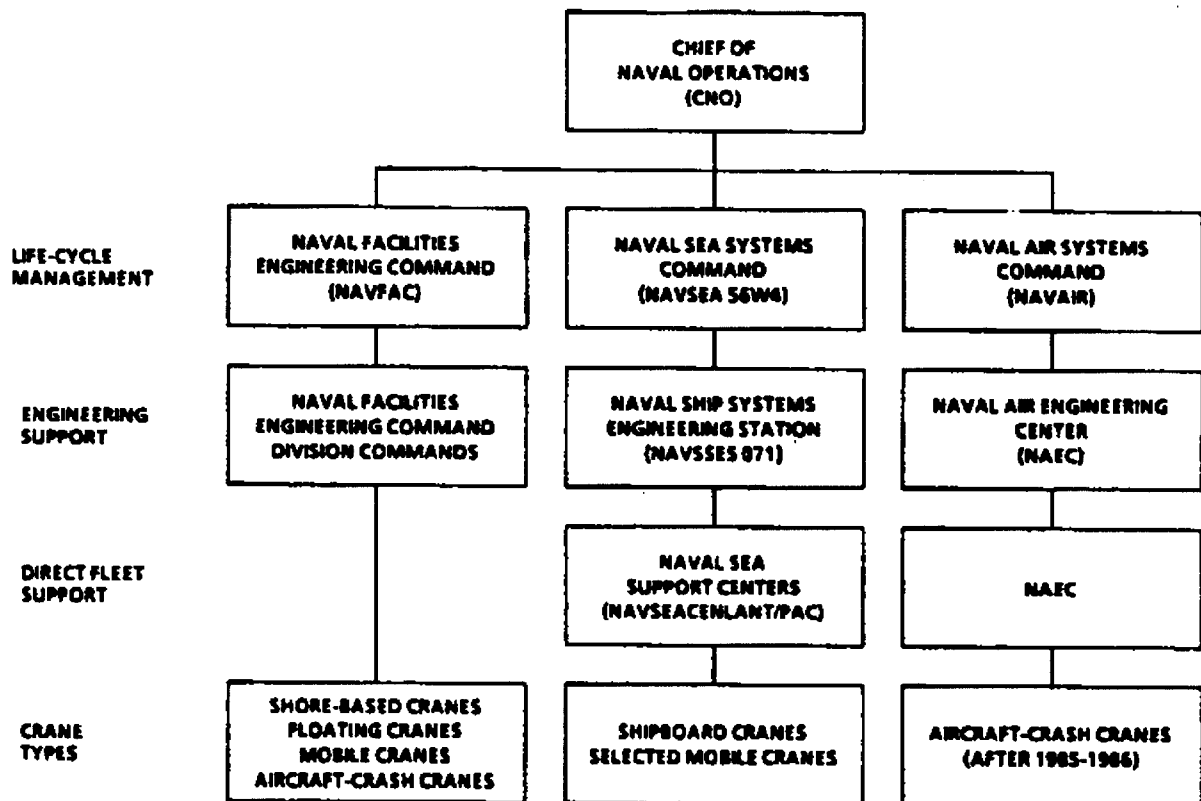 CHIEF OF
NAVAL OPERATIONS
(CNO)
LIFE-CYCLE
MANAGEMENT
NAVAL FACILITIES
ENGINEERING COMMAND
(NAVFAC)
NAVAL SEA SYSTEMS
COMMAND
(NAVSEA 56W4)
NAVAL AIR SYSTEMS
COMMAND
(NAVAIR)
ENGINEERING
SUPPORT
NAVAL FACILITIES
ENGINEERING COMMAND
DIVISION COMMANDS
NAVAL SHIP SYSTEMS
ENGINEERING STATION
(NAVSSES 071)
NAVAL AIR ENGINEERING
CENTER
(NAEC)
DIRECT FLEET
SUPPORT
NAVAL SEA
SUPPORT CENTERS
(NAVSEACENLANT/PAC)
NAEC
CRANE
TYPES
SHORE-BASED CRANES
FLOATING CRANES
MOBILE CRANES
AIRCRAFT-CRASH CRANES
SHIPBOARD CRANES
SELECTED MOBILE CRANES
AIRCRAFT-CRASH CRANES
(AFTER 1985-1986)